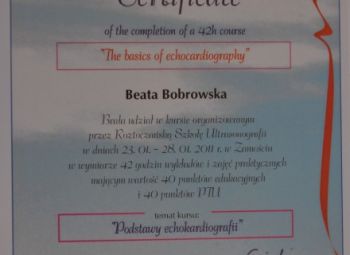 Certificate
of the completion of a 42h course
"The basics of echocardiography"
Beata Bobrowska
Brała udział w kursie organizowanym
przez Roztoczańską Szkołę Ultrasonografii
w dniach 23. 01. - 28. 01. 2011 r. w Zamościu
w wymiarze 42 godzin wykładów i zajęć praktycznych
mającym wartość 40 punktów edukacyjnych
i 40 punktów PTU
temat kursu:
"Podstawy echokardiografii"